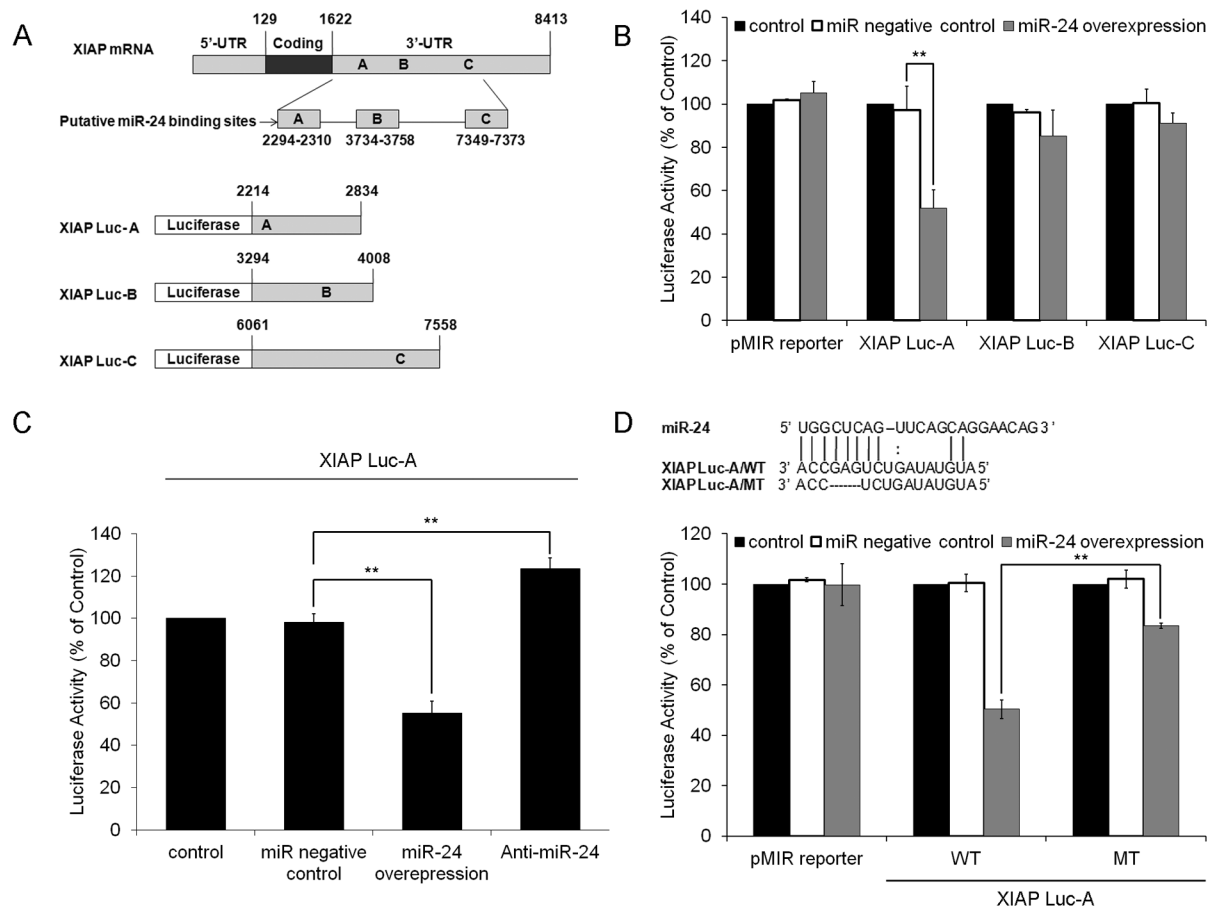 A
129 1622 8413
5'-UTR Coding 3'-UTR
XIAP mRNA
A B C
Putative miR-24 binding sites
A B C
2294-2310 3734-3758 7349-7373
2214 2834
XIAP Luc-A Luciferase A
3294 4008
XIAP Luc-B Luciferase B
6061 7558
XIAP Luc-C Luciferase C
B
control miR negative control miR-24 overexpression
**
Luciferase Activity (% of Control)
140
120
100
80
60
40
20
0
pMIR reporter XIAP Luc-A XIAP Luc-B XIAP Luc-C
C
XIAP Luc-A
**
**
Luciferase Activity (% of Control)
140
120
100
80
60
40
20
0
control miR negative control miR-24 overepression Anti-miR-24
D
miR-24 5' UGGCUCAG–UUCAGCAGGAACAG 3'
:
XIAP Luc-A/WT 3' ACCGAGUCUGAUAUGUA 5'
XIAP Luc-A/MT 3' ACC-------UCUGAUAUGUA 5'
control miR negative control miR-24 overexpression
**
Luciferase Activity (% of Control)
120
100
80
60
40
20
0
pMIR reporter WT MT
XIAP Luc-A